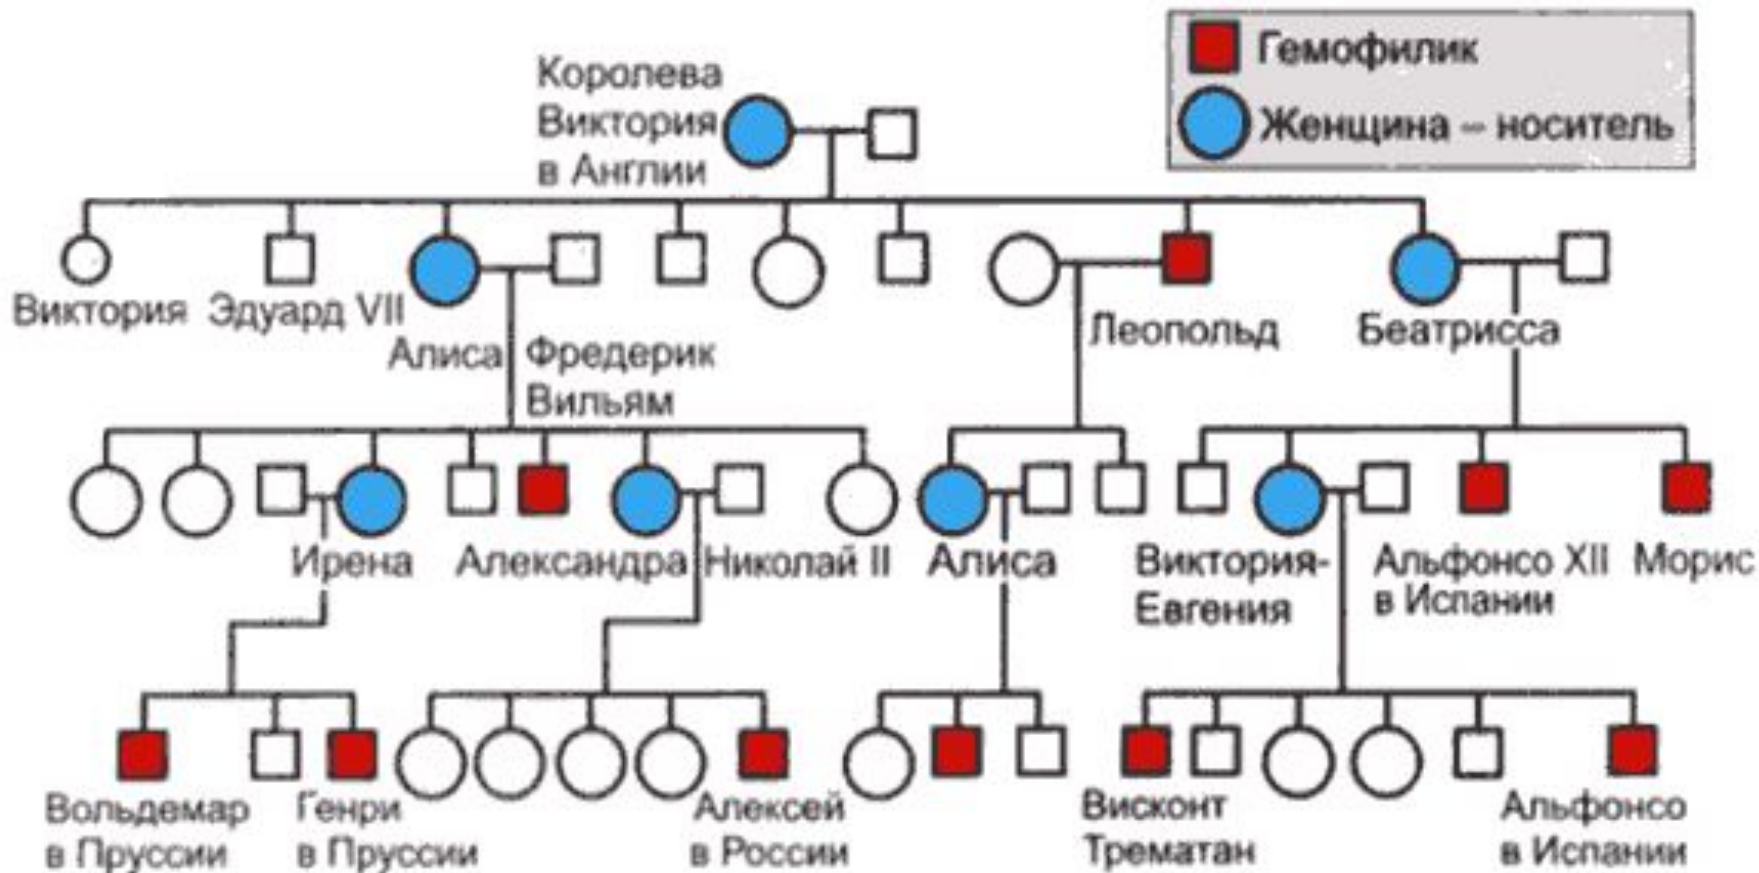 Гемофилик
Женщина - носитель
Королева
Виктория
в Англии
Виктория
Эдуард VII
Алиса
Фредерик
Вильям
Леопольд
Беатрисса
Ирена
Александра
Николай II
Алиса
Виктория-
Евгения
Альфонсо XII
в Испании
Морис
Вольдемар
в Пруссии
Генри
в Пруссии
Алексей
в России
Висконт
Трематан
Альфонсо
в Испании